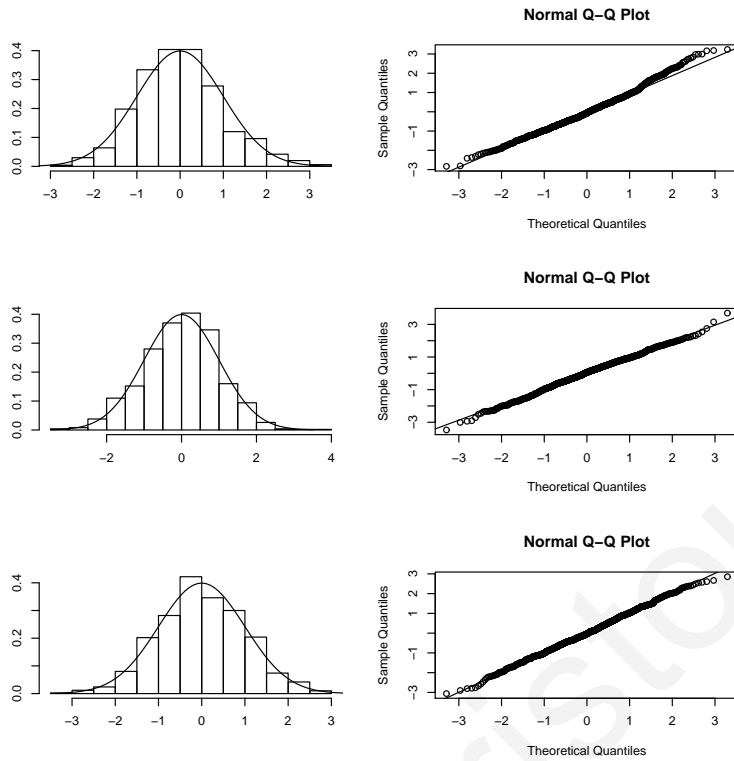 Normal Q−Q Plot
0.0 0.1 0.2 0.3 0.4
−3 −2 −1 0 1 2 3
Sample Quantiles
−3 −1 1 2 3
−3 −2 −1 0 1 2 3
Theoretical Quantiles
Normal Q−Q Plot
0.0 0.1 0.2 0.3 0.4
−2 0 2 4
Sample Quantiles
−3 −1 1 3
−3 −2 −1 0 1 2 3
Theoretical Quantiles
Normal Q−Q Plot
0.0 0.2 0.4
−3 −2 −1 0 1 2 3
Sample Quantiles
−3 −1 1 2 3
−3 −2 −1 0 1 2 3
Theoretical Quantiles